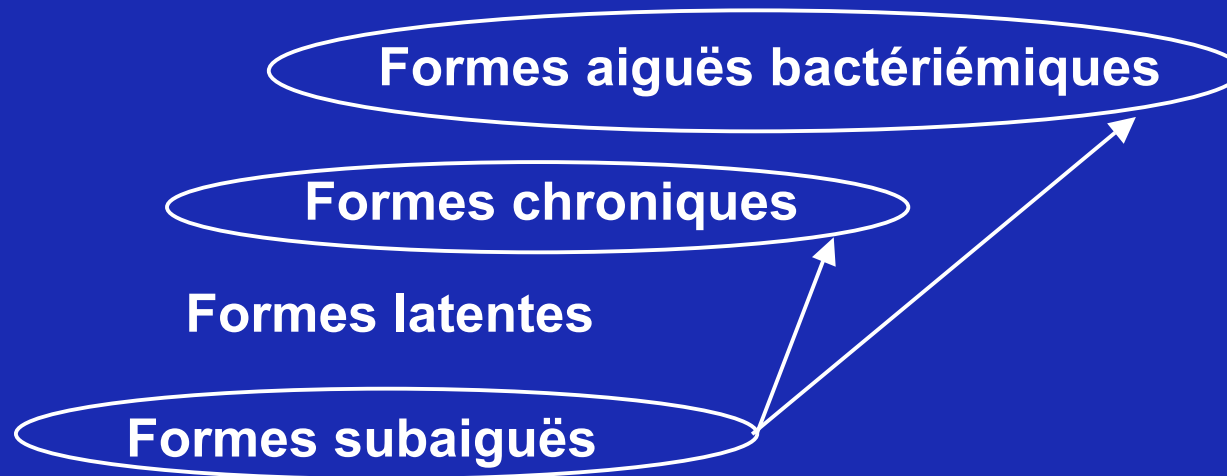 Formes aiguës bactériémiques
Formes chroniques
Formes latentes
Formes subaiguës